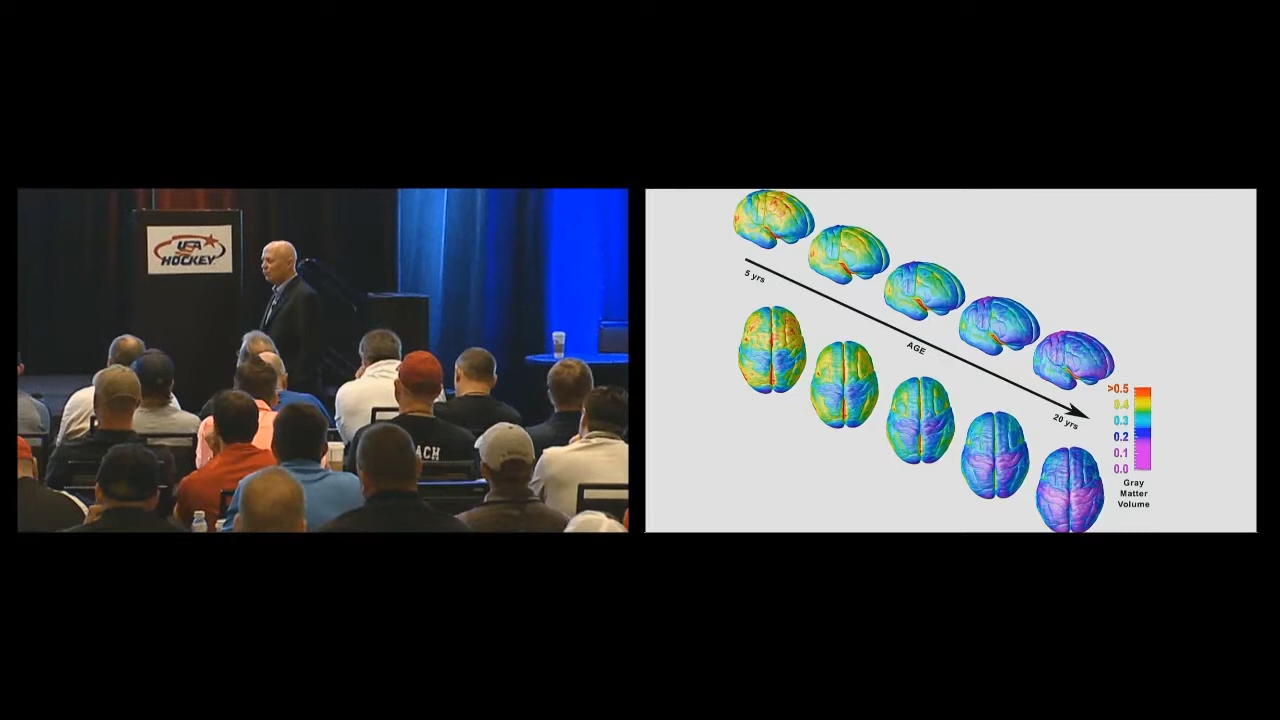 USA
HOCKEY
ACH
5 yrs
AGE
20 yrs
>0.5
0.4
0.3
0.2
0.1
0.0
Gray
Matter
Volume